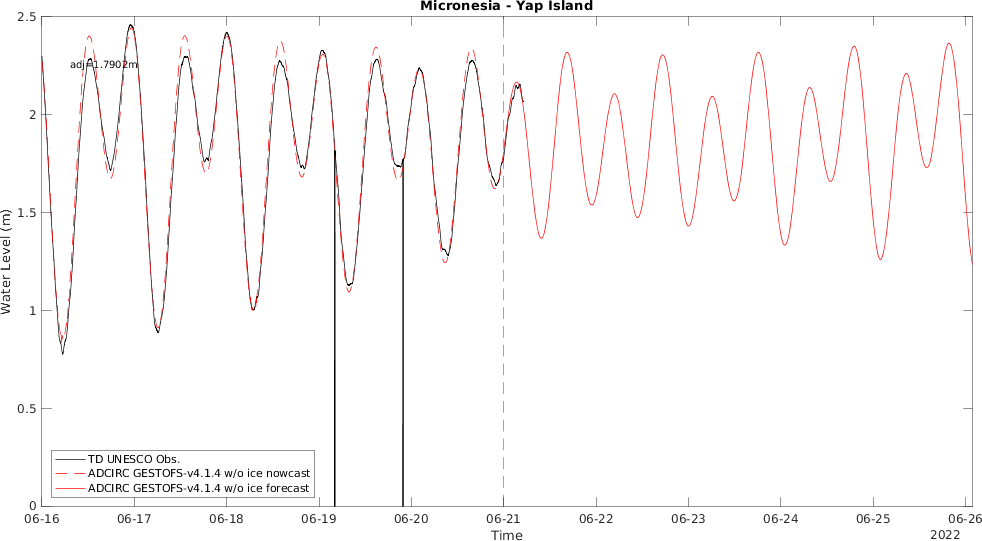 Micronesia - Yap Island
2.5
adj=1.7902m
2
1.5
Water Level (m)
1
0.5
TD UNESCO Obs.
ADCIRC GESTOFS-v4.1.4 w/o ice nowcast
ADCIRC GESTOFS-v4.1.4 w/o ice forecast
0
06-16 06-17 06-18 06-19 06-20 06-21 06-22 06-23 06-24 06-25 06-26
Time 2022